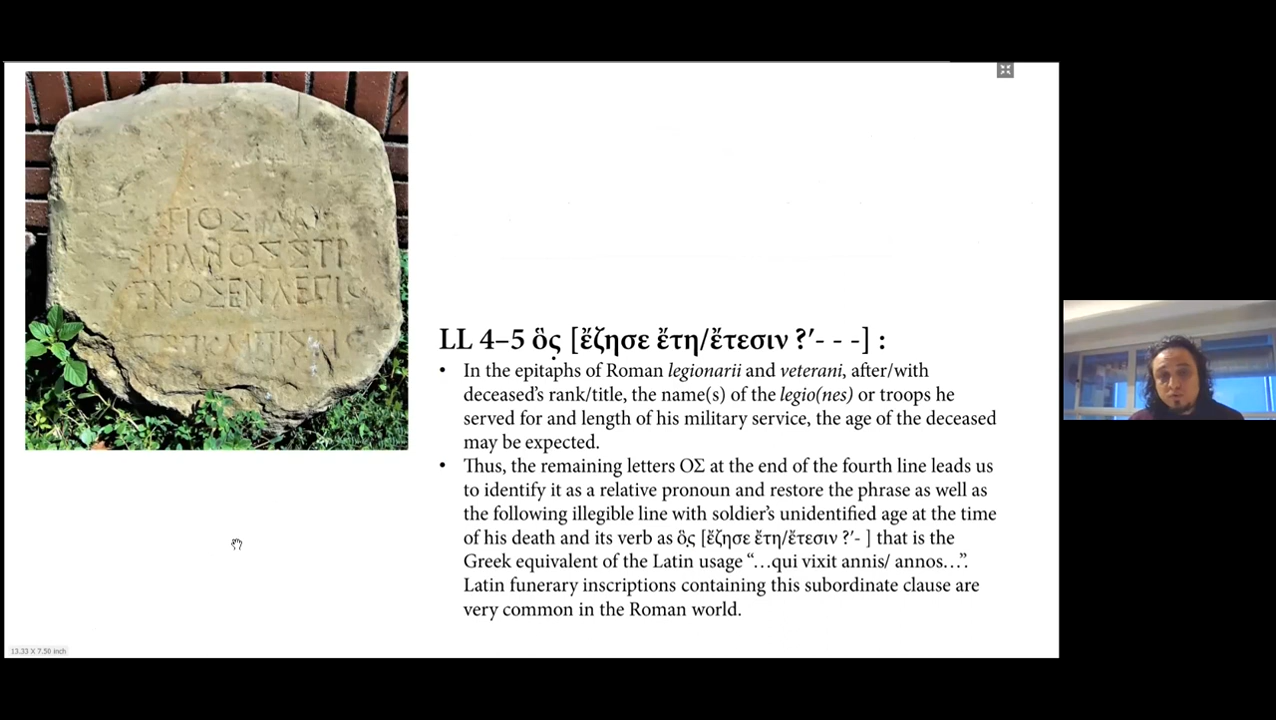 ΓΙΟΣΜΑ
ΓΡΑΝΟΣΣΤΡ
ΕΝΟΣΕΝΛΕΓΙΟ
LL 4–5 ὅς̣ [ἔζησε ἔτη/ἔτεσιν ?′- - -] :
• In the epitaphs of Roman legionarii and veterani, after/with
deceased’s rank/title, the name(s) of the legio(nes) or troops he
served for and length of his military service, the age of the deceased
may be expected.
• Thus, the remaining letters ΟΣ at the end of the fourth line leads us
to identify it as a relative pronoun and restore the phrase as well as
the following illegible line with soldier’s unidentified age at the time
of his death and its verb as ὅς̣ [ἔζησε ἔτη/ἔτεσιν ?′- ] that is the
Greek equivalent of the Latin usage “…qui vixit annis/ annos…”.
Latin funerary inscriptions containing this subordinate clause are
very common in the Roman world.
13.33 X 7.50 inch